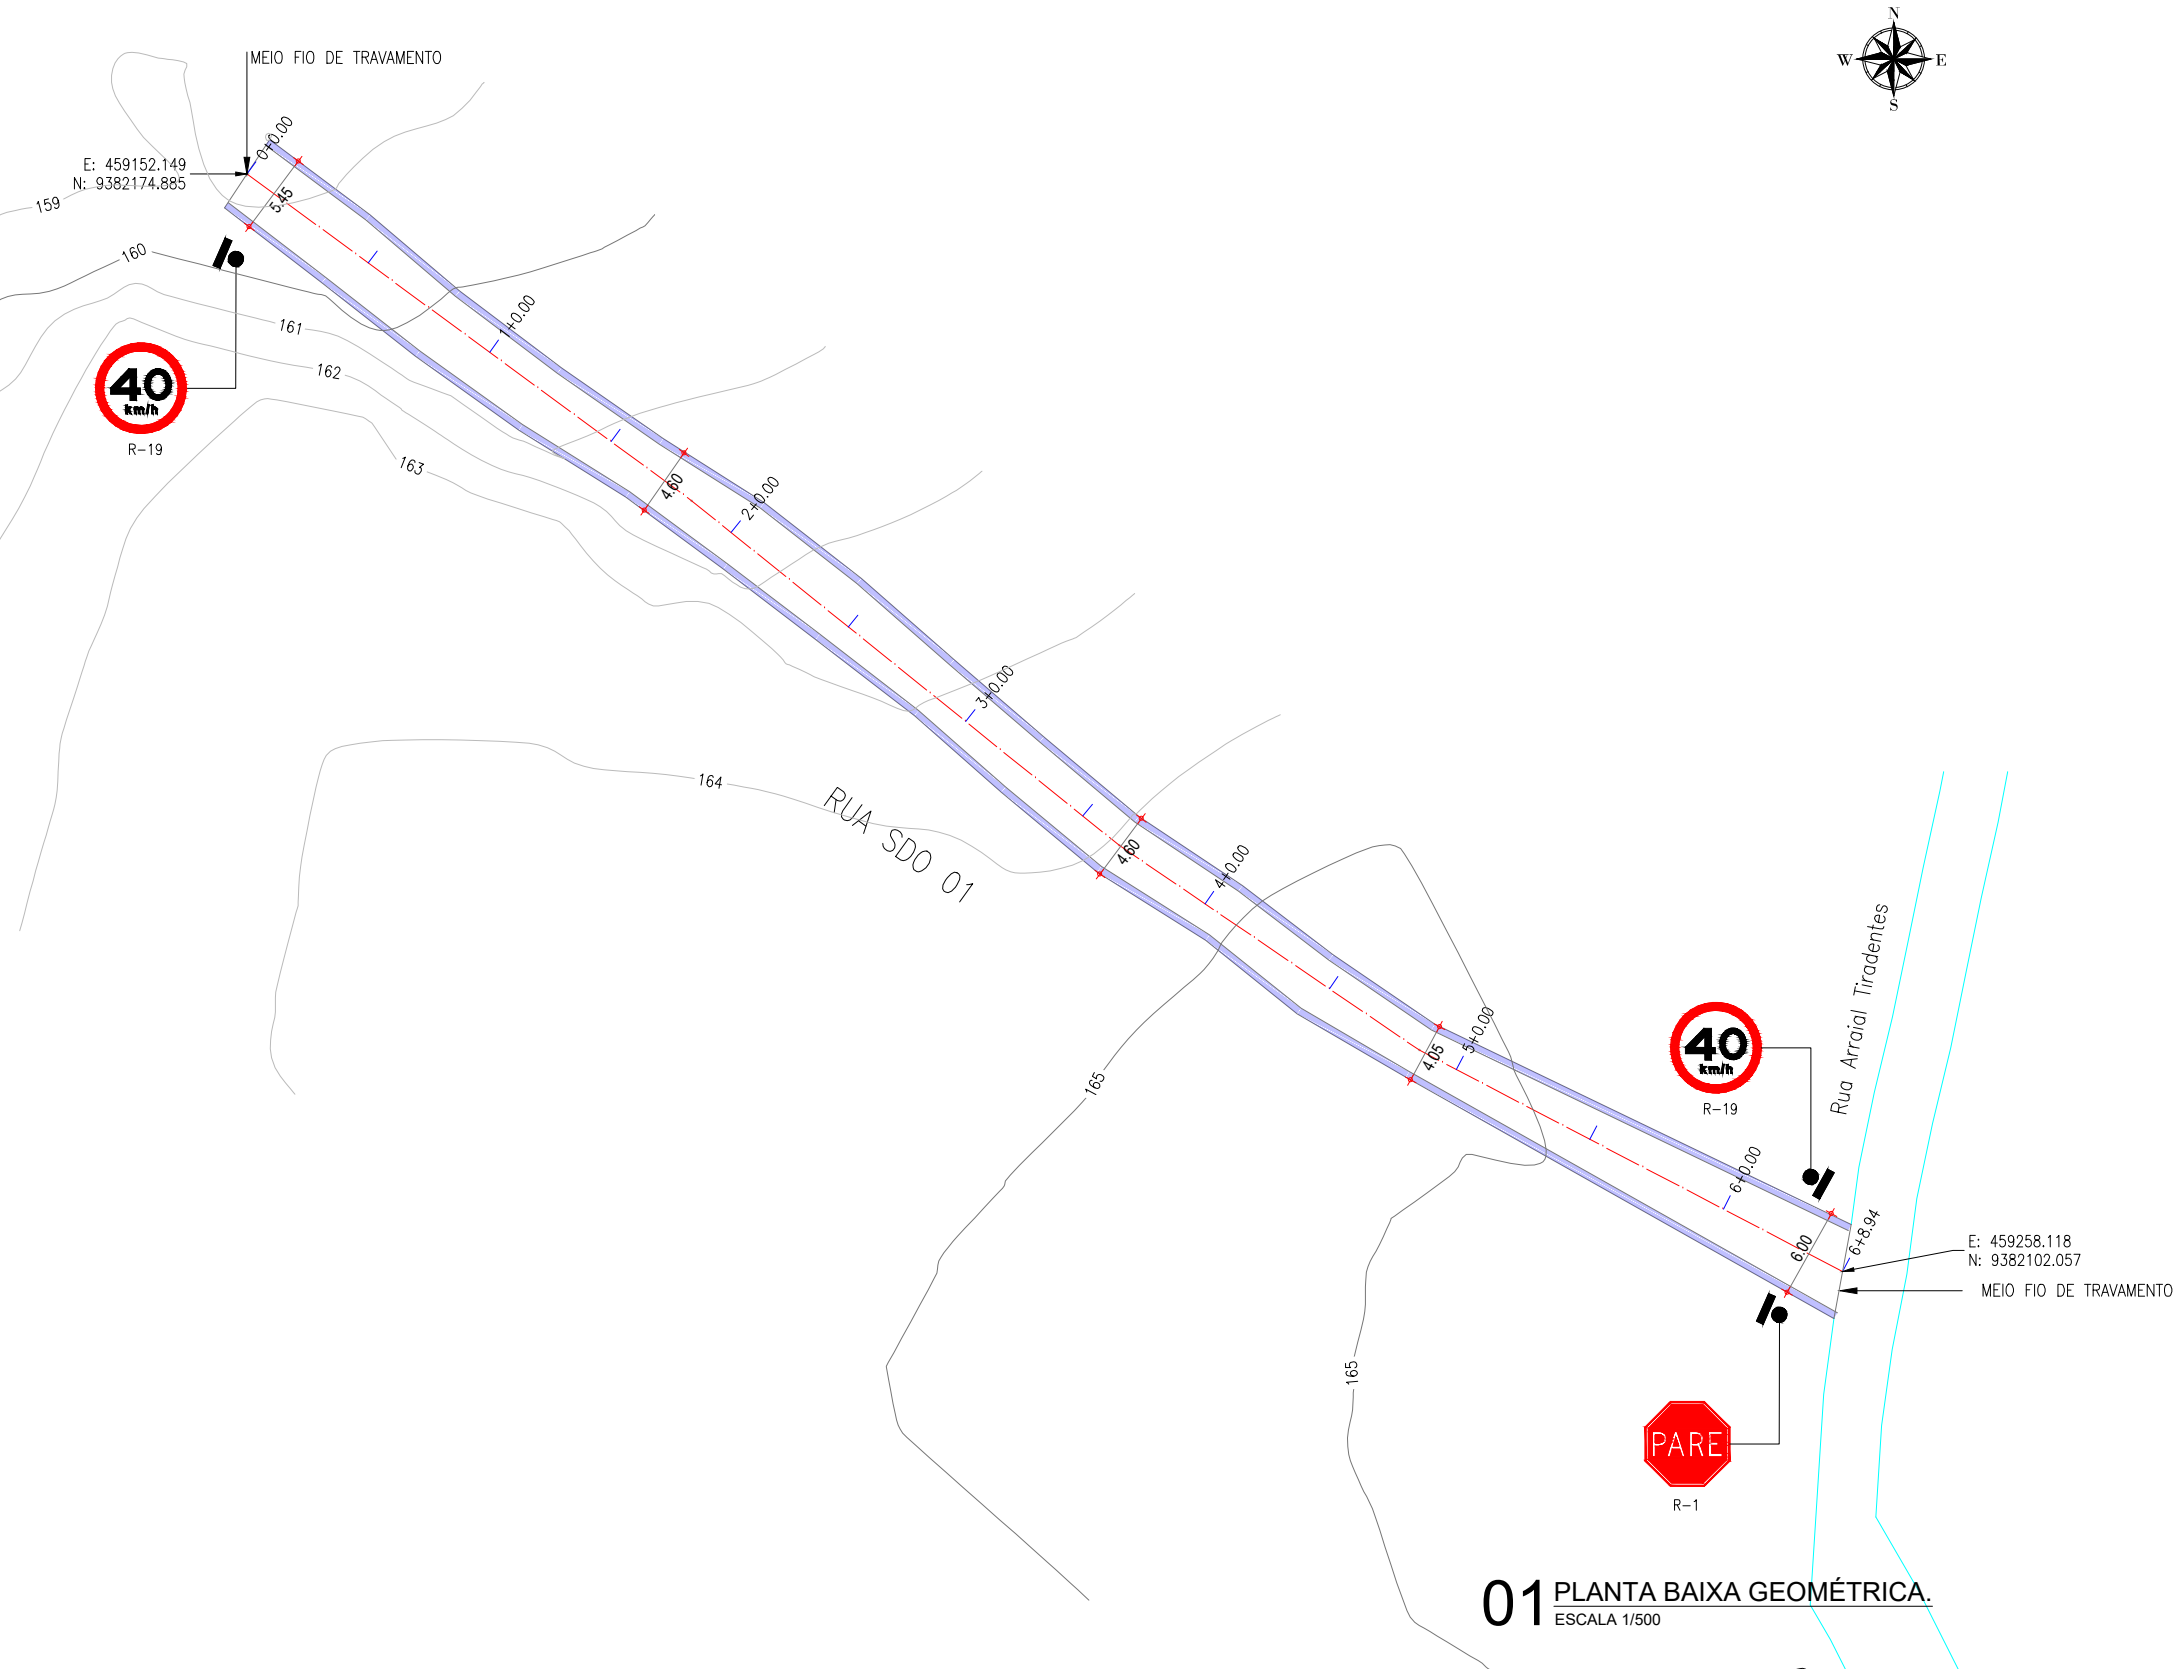 N
W
E
S
MEIO FIO DE TRAVAMENTO
0+0.00
E: 459152.149
N: 9382174.885
159
5.45
160
1+0.00
161
162
40
km/h
R-19
163
4.60
2+0.00
3+0.00
164
RUA SDO 01
4.60
4+0.00
Rua Arraial Tiradentes
5+0.00
4.05
165
40
km/h
R-19
6+0.00
6+8.94
6.00
E: 459258.118
N: 9382102.057
MEIO FIO DE TRAVAMENTO
165
PARE
R-1
01 PLANTA BAIXA GEOMÉTRICA.
ESCALA 1/500